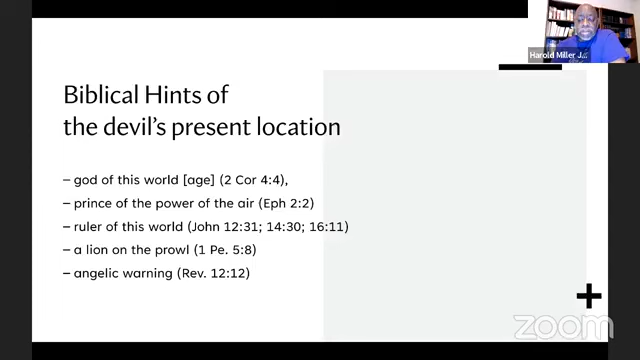 Harold Miller J...
Biblical Hints of
the devil's present location
– god of this world [age] (2 Cor 4:4),
– prince of the power of the air (Eph 2:2)
– ruler of this world (John 12:31; 14:30; 16:11)
– a lion on the prowl (1 Pe. 5:8)
– angelic warning (Rev. 12:12)
zoom